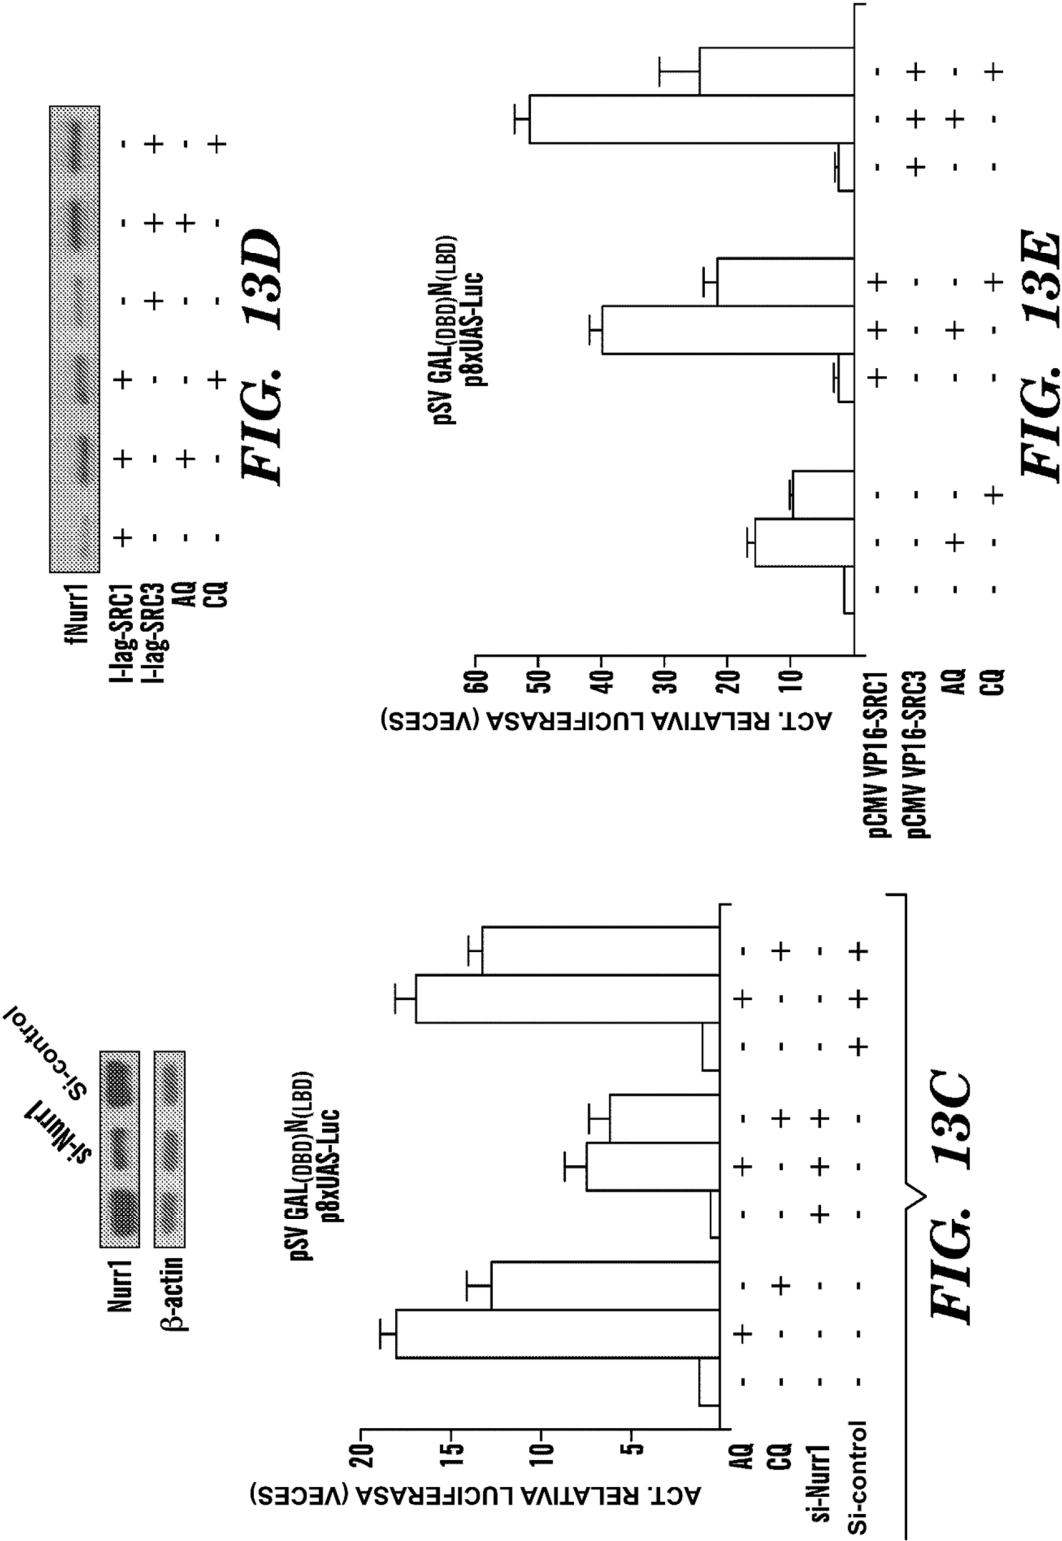 Si-control
si-Nurr1
Nurr1
β-actin
pSV GAL(DBD)N(LBD)
p8xUAS-Luc
ACT. RELATIVA LUCIFERASA (VECES)
20
15
10
5
AQ - + - - + - - + -
CQ - - + - - + - - +
si-Nurr1 - - - + + + - - -
Si-control - - - - - - + + +
FIG. 13C
fNurr1
I-lag-SRC1 + + + - - -
I-lag-SRC3 - - - + + +
AQ - + - - + -
CQ - - + - - +
FIG. 13D
pSV GAL(DBD)N(LBD)
p8xUAS-Luc
ACT. RELATIVA LUCIFERASA (VECES)
60
50
40
30
20
10
pCMV VP16-SRC1 - - - + + + - - -
pCMV VP16-SRC3 - - - - - - + + +
AQ - + - - + - - + -
CQ - - + - - + - - +
FIG. 13E